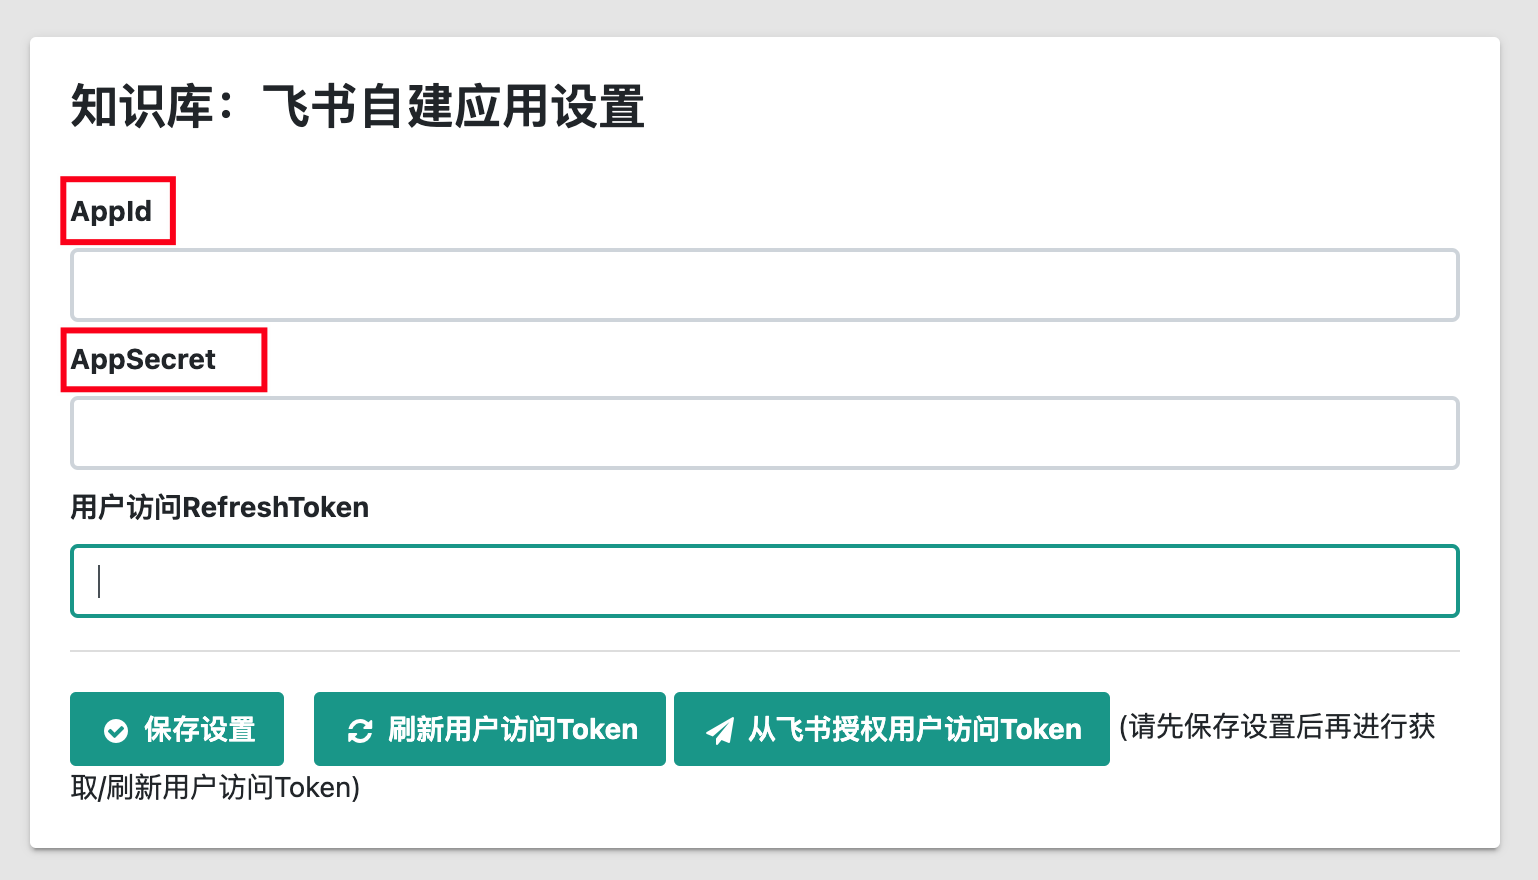 知识库：飞书自建应用设置
AppId
AppSecret
用户访问RefreshToken
保存设置 刷新用户访问Token 从飞书授权用户访问Token (请先保存设置后再进行获
取/刷新用户访问Token)